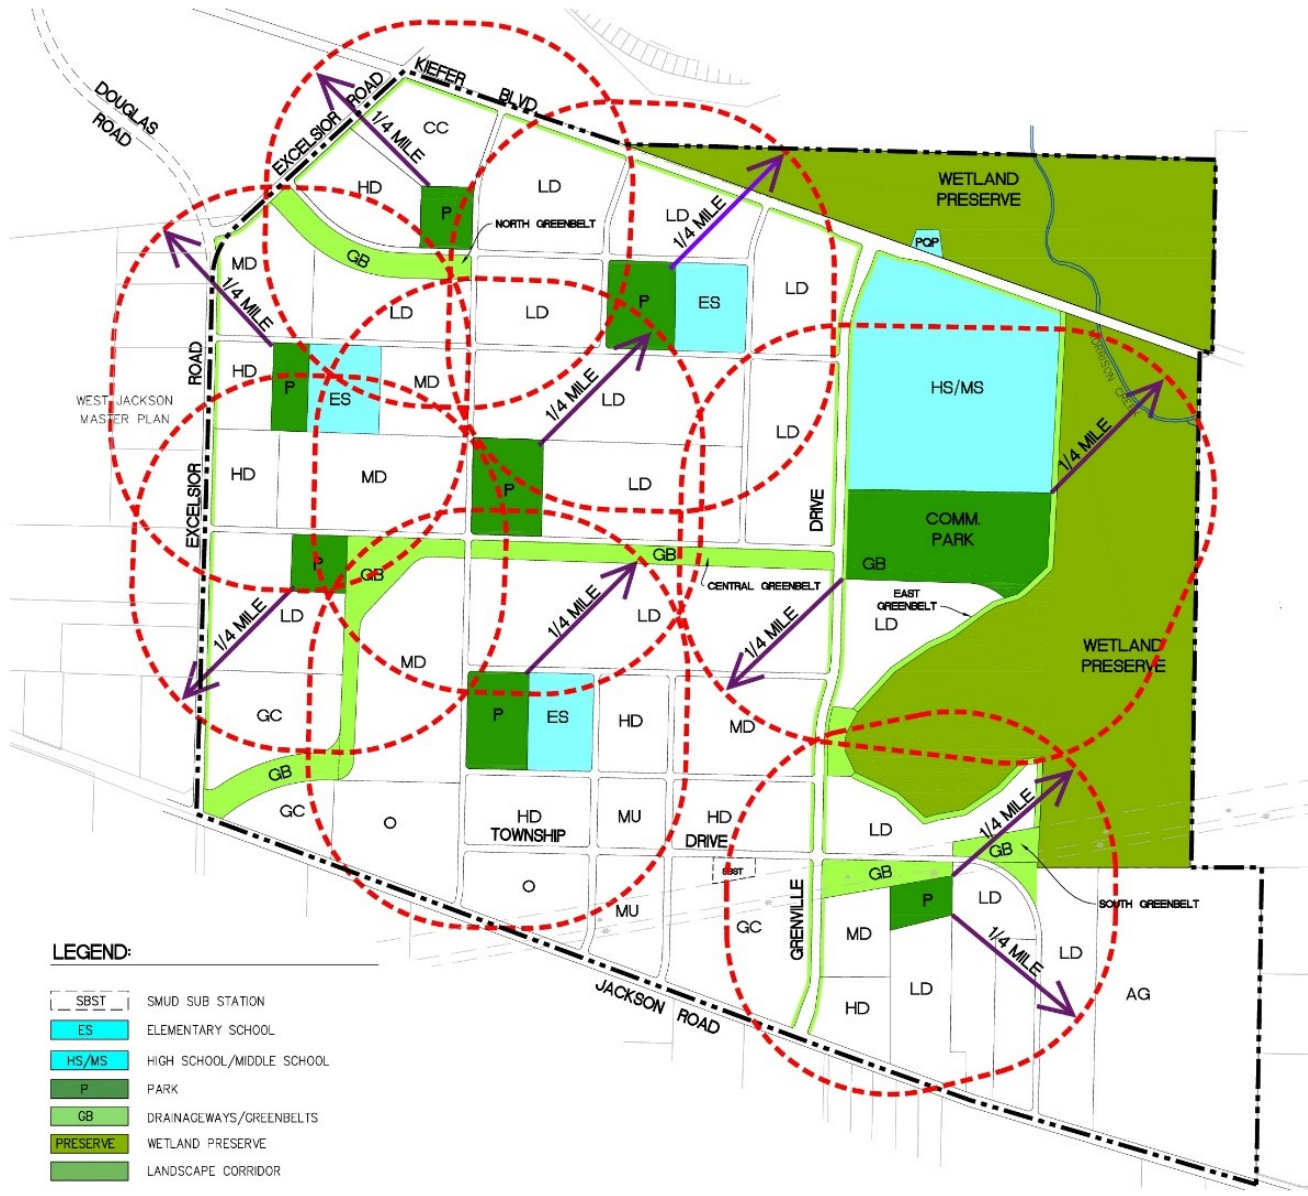 KIEFER
BLVD
DOUGLAS
ROAD
EXCELSIOR ROAD
1/4 MILE
CC
HD
LD
P
NORTH GREENBELT
GB
LD
1/4 MILE
WETLAND
PRESERVE
PQP
MD
1/4 MILE
LD
LD
P
ES
LD
ROAD
HD
P
ES
MD
1/4 MILE
LD
HS/MS
MORRISON CREEK
WEST JACKSON
MASTER PLAN
1/4 MILE
LD
HD
MD
P
LD
EXCELSIOR
DRIVE
COMM.
PARK
GB
P
GB
GB
CENTRAL GREENBELT
EAST
GREENBELT
LD
1/4 MILE
LD
1/4 MILE
LD
1/4 MILE
WETLAND
PRESERVE
MD
GC
P
ES
HD
MD
GB
GC
O
HD
TOWNSHIP
MU
HD
DRIVE
LD
1/4 MILE
GB
SBST
GB
O
MU
GC
GRENVILLE
P
LD
SOUTH GREENBELT
MD
1/4 MILE
LD
HD
LD
AG
JACKSON ROAD
LEGEND:
SBST SMUD SUB STATION
ES ELEMENTARY SCHOOL
HS/MS HIGH SCHOOL/MIDDLE SCHOOL
P PARK
GB DRAINAGEWAYS/GREENBELTS
PRESERVE WETLAND PRESERVE
LANDSCAPE CORRIDOR